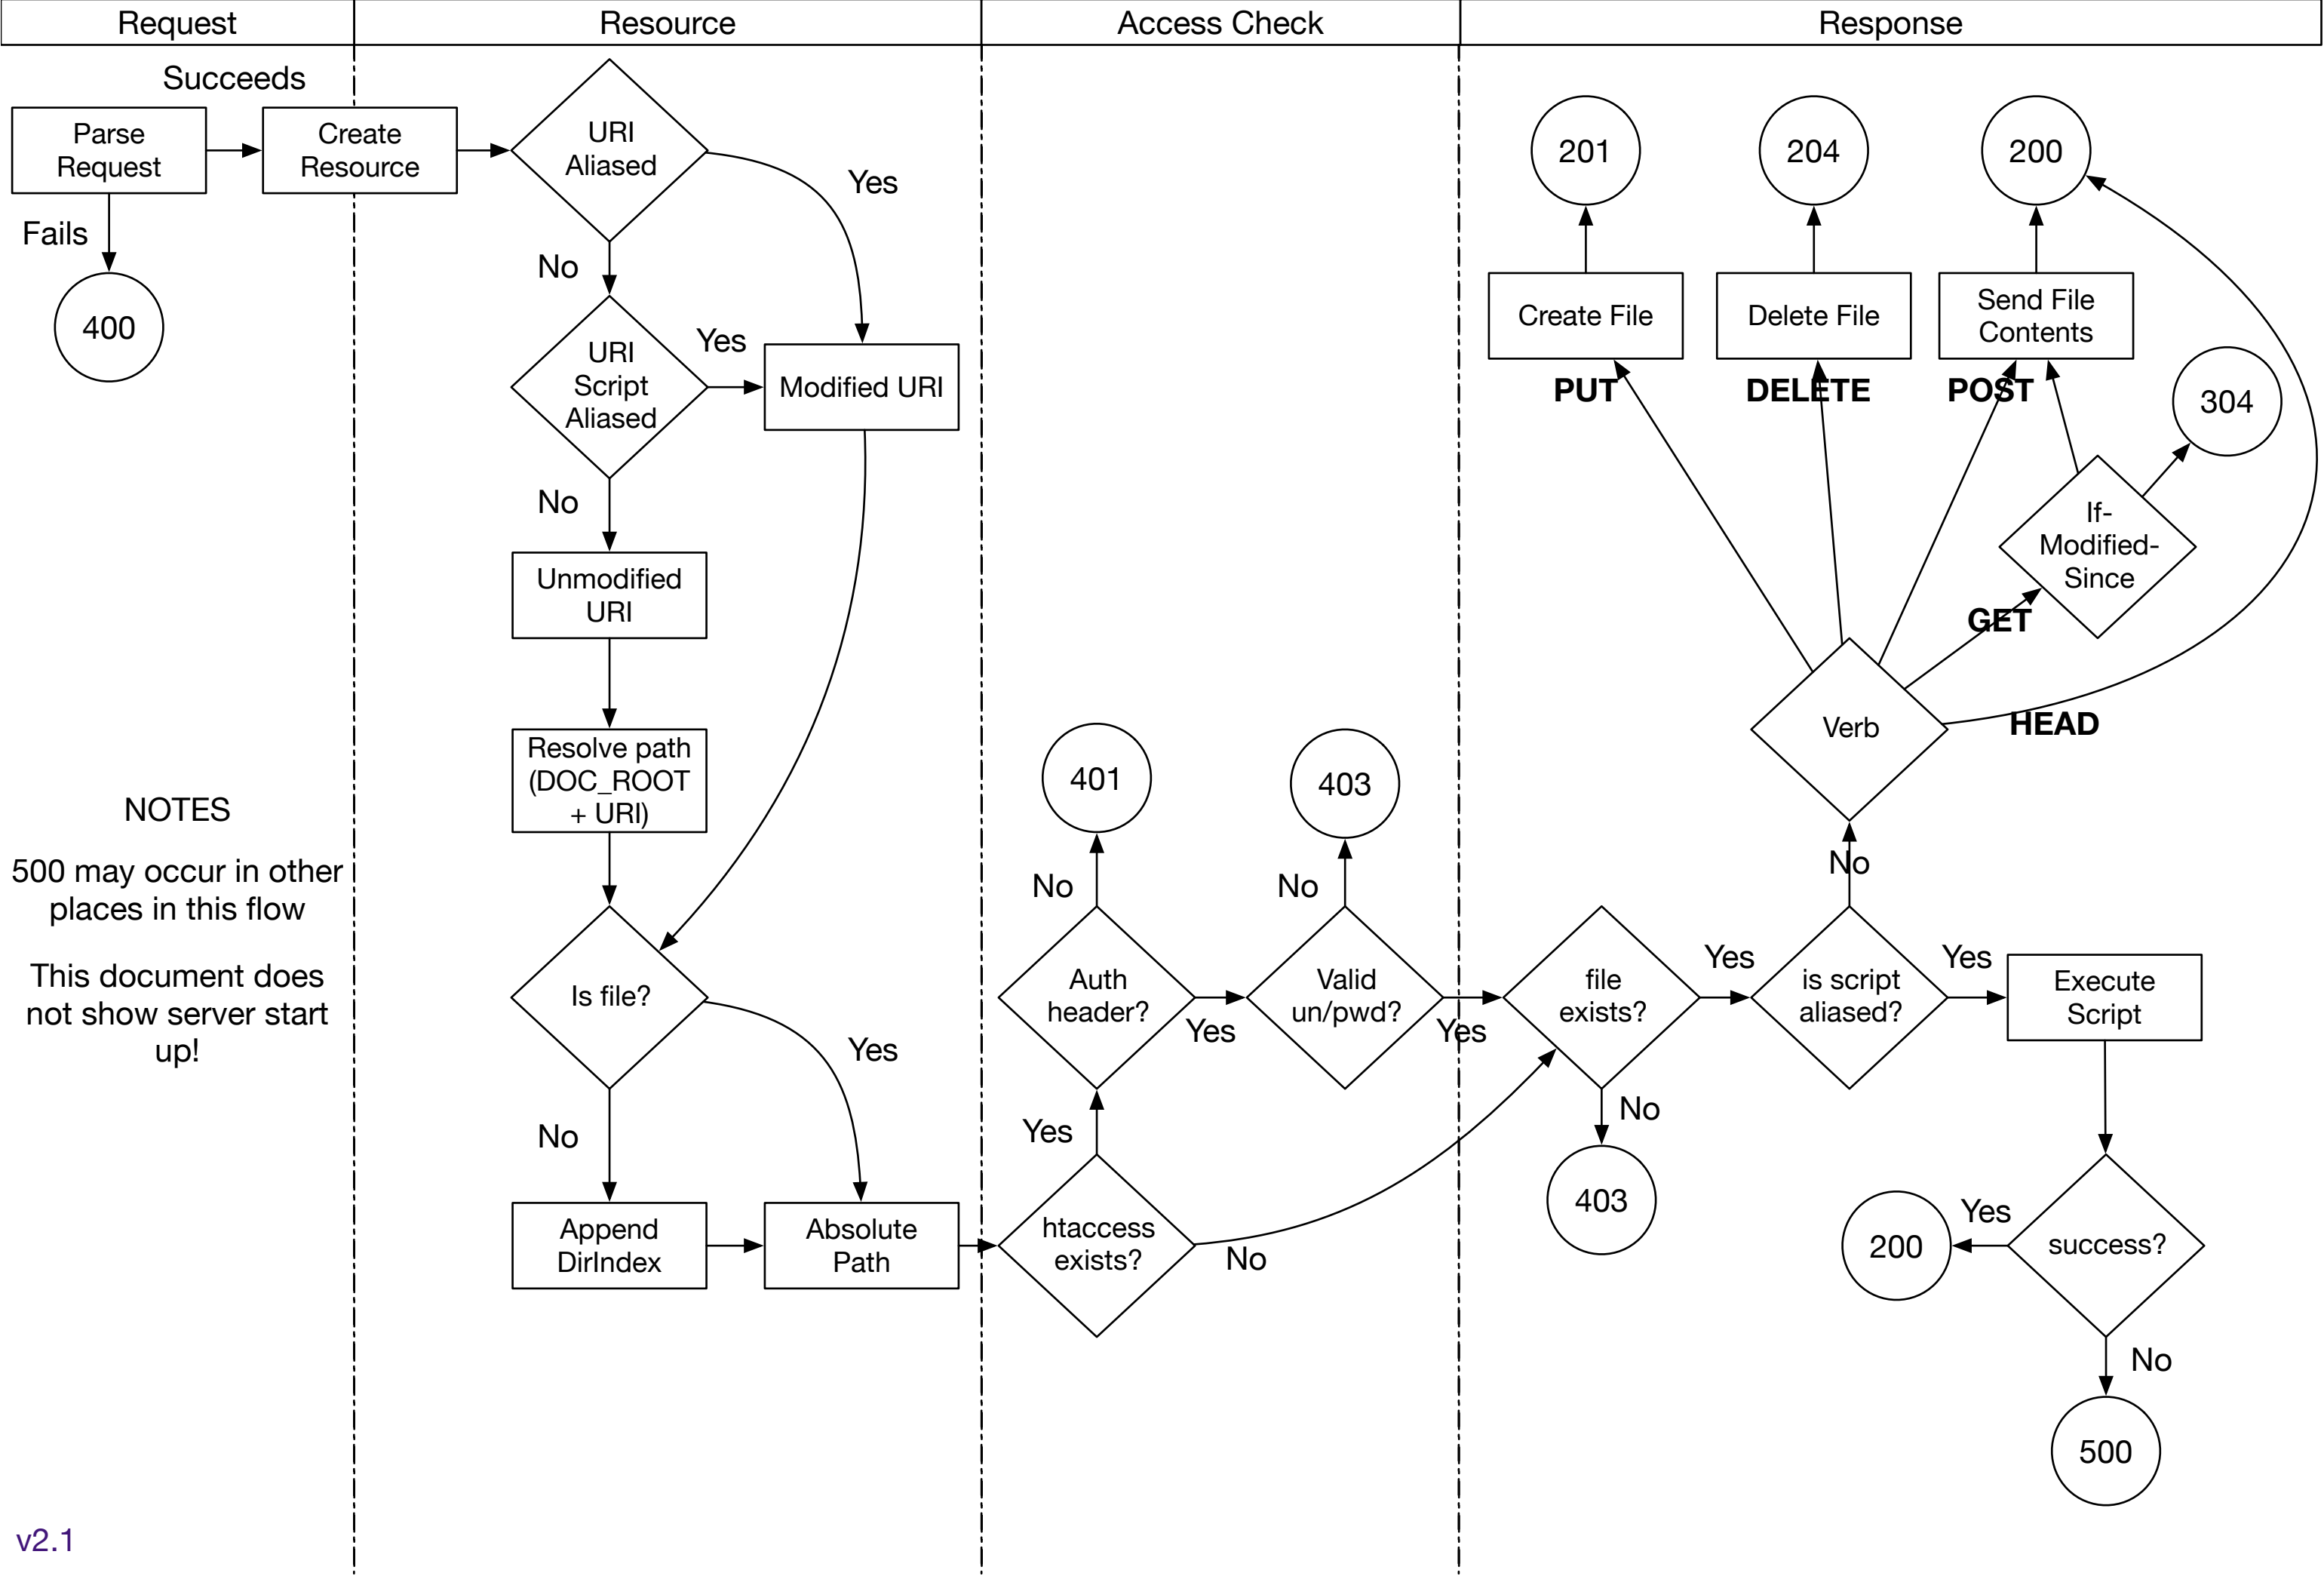 Request
Resource
Access Check
Response
Succeeds
Parse
Request
Create
Resource
Fails
400
URI
Aliased
Yes
No
URI
Script
Aliased
Yes
Modified URI
No
Unmodified
URI
Resolve path
(DOC_ROOT
+ URI)
Is file?
Yes
No
Append
DirIndex
Absolute
Path
NOTES
500 may occur in other
places in this flow
This document does
not show server start
up!
v2.1
401
403
No
No
Auth
header?
Yes
Valid
un/pwd?
Yes
Yes
htaccess
exists?
No
201
204
200
Create File
Delete File
Send File
Contents
PUT
DELETE
POST
304
If-
Modified-
Since
GET
Verb
HEAD
No
file
exists?
Yes
is script
aliased?
Yes
Execute
Script
No
403
200
Yes
success?
No
500